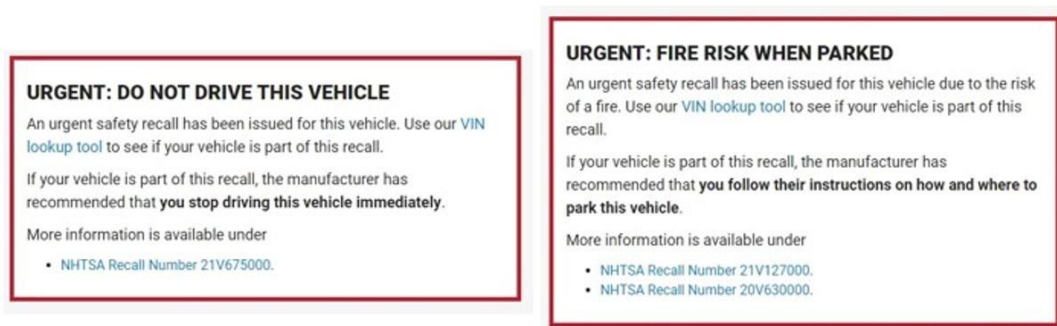 URGENT: DO NOT DRIVE THIS VEHICLE
An urgent safety recall has been issued for this vehicle. Use our VIN
lookup tool to see if your vehicle is part of this recall.
If your vehicle is part of this recall, the manufacturer has
recommended that you stop driving this vehicle immediately.
More information is available under
• NHTSA Recall Number 21V675000.
URGENT: FIRE RISK WHEN PARKED
An urgent safety recall has been issued for this vehicle due to the risk
of a fire. Use our VIN lookup tool to see if your vehicle is part of this
recall.
If your vehicle is part of this recall, the manufacturer has
recommended that you follow their instructions on how and where to
park this vehicle.
More information is available under
• NHTSA Recall Number 21V127000.
• NHTSA Recall Number 20V630000.